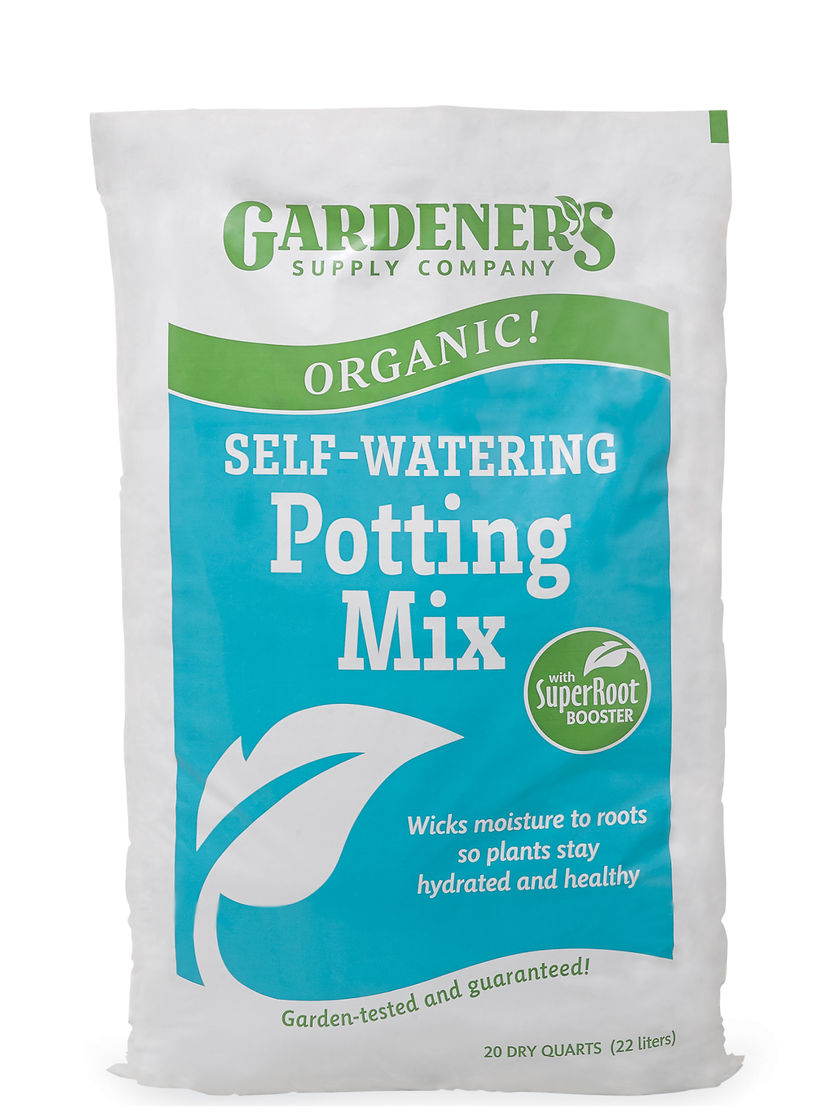 GARDENER'S
SUPPLY COMPANY
ORGANIC!
SELF-WATERING
Potting
Mix
with
SuperRoot
BOOSTER
Wicks moisture to roots
so plants stay
hydrated and healthy
Garden-tested and guaranteed!
20 DRY QUARTS (22 liters)